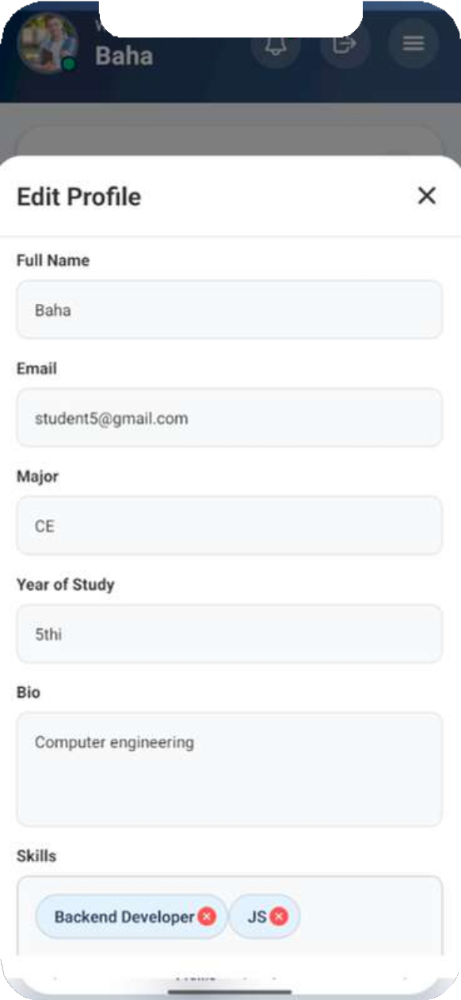 Baha
Edit Profile
Full Name
Baha
Email
student5@gmail.com
Major
CE
Year of Study
5thi
Bio
Computer engineering
Skills
Backend Developer JS